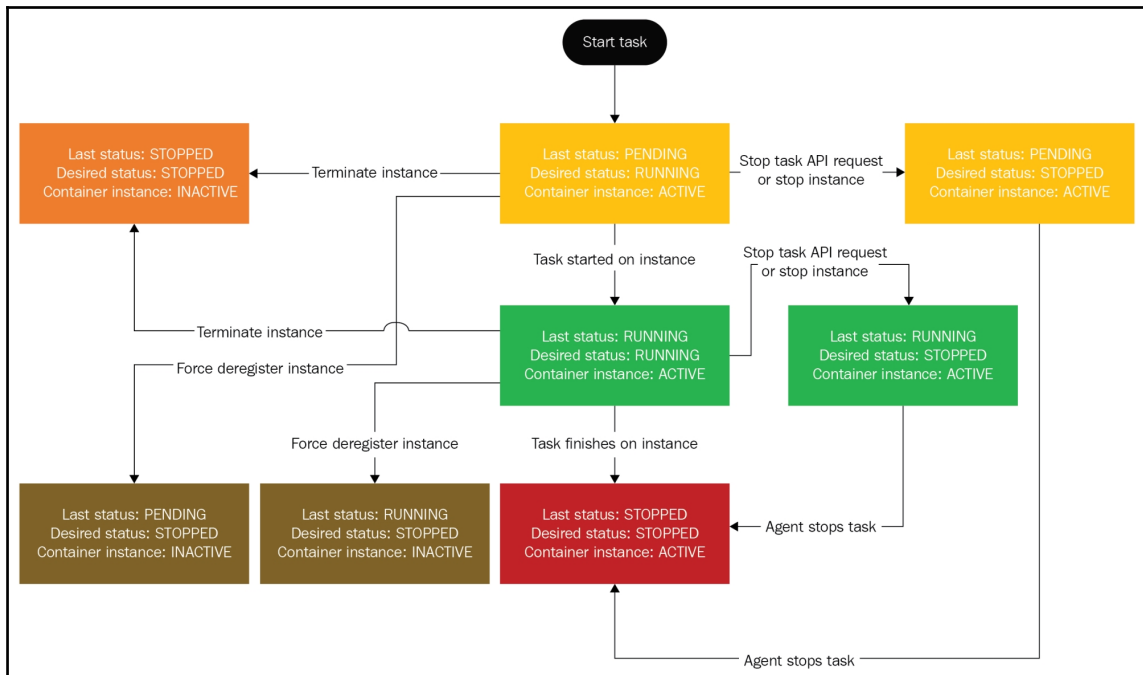 Start task
Last status: STOPPED
Desired status: STOPPED
Container instance: INACTIVE
Terminate instance
Last status: PENDING
Desired status: RUNNING
Container instance: ACTIVE
Stop task API request
or stop instance
Last status: PENDING
Desired status: STOPPED
Container instance: ACTIVE
Task started on instance
Stop task API request
or stop instance
Terminate instance
Last status: RUNNING
Desired status: RUNNING
Container instance: ACTIVE
Last status: RUNNING
Desired status: STOPPED
Container instance: ACTIVE
Force deregister instance
Force deregister instance
Task finishes on instance
Last status: PENDING
Desired status: STOPPED
Container instance: INACTIVE
Last status: RUNNING
Desired status: STOPPED
Container instance: INACTIVE
Last status: STOPPED
Desired status: STOPPED
Container instance: ACTIVE
Agent stops task
Agent stops task